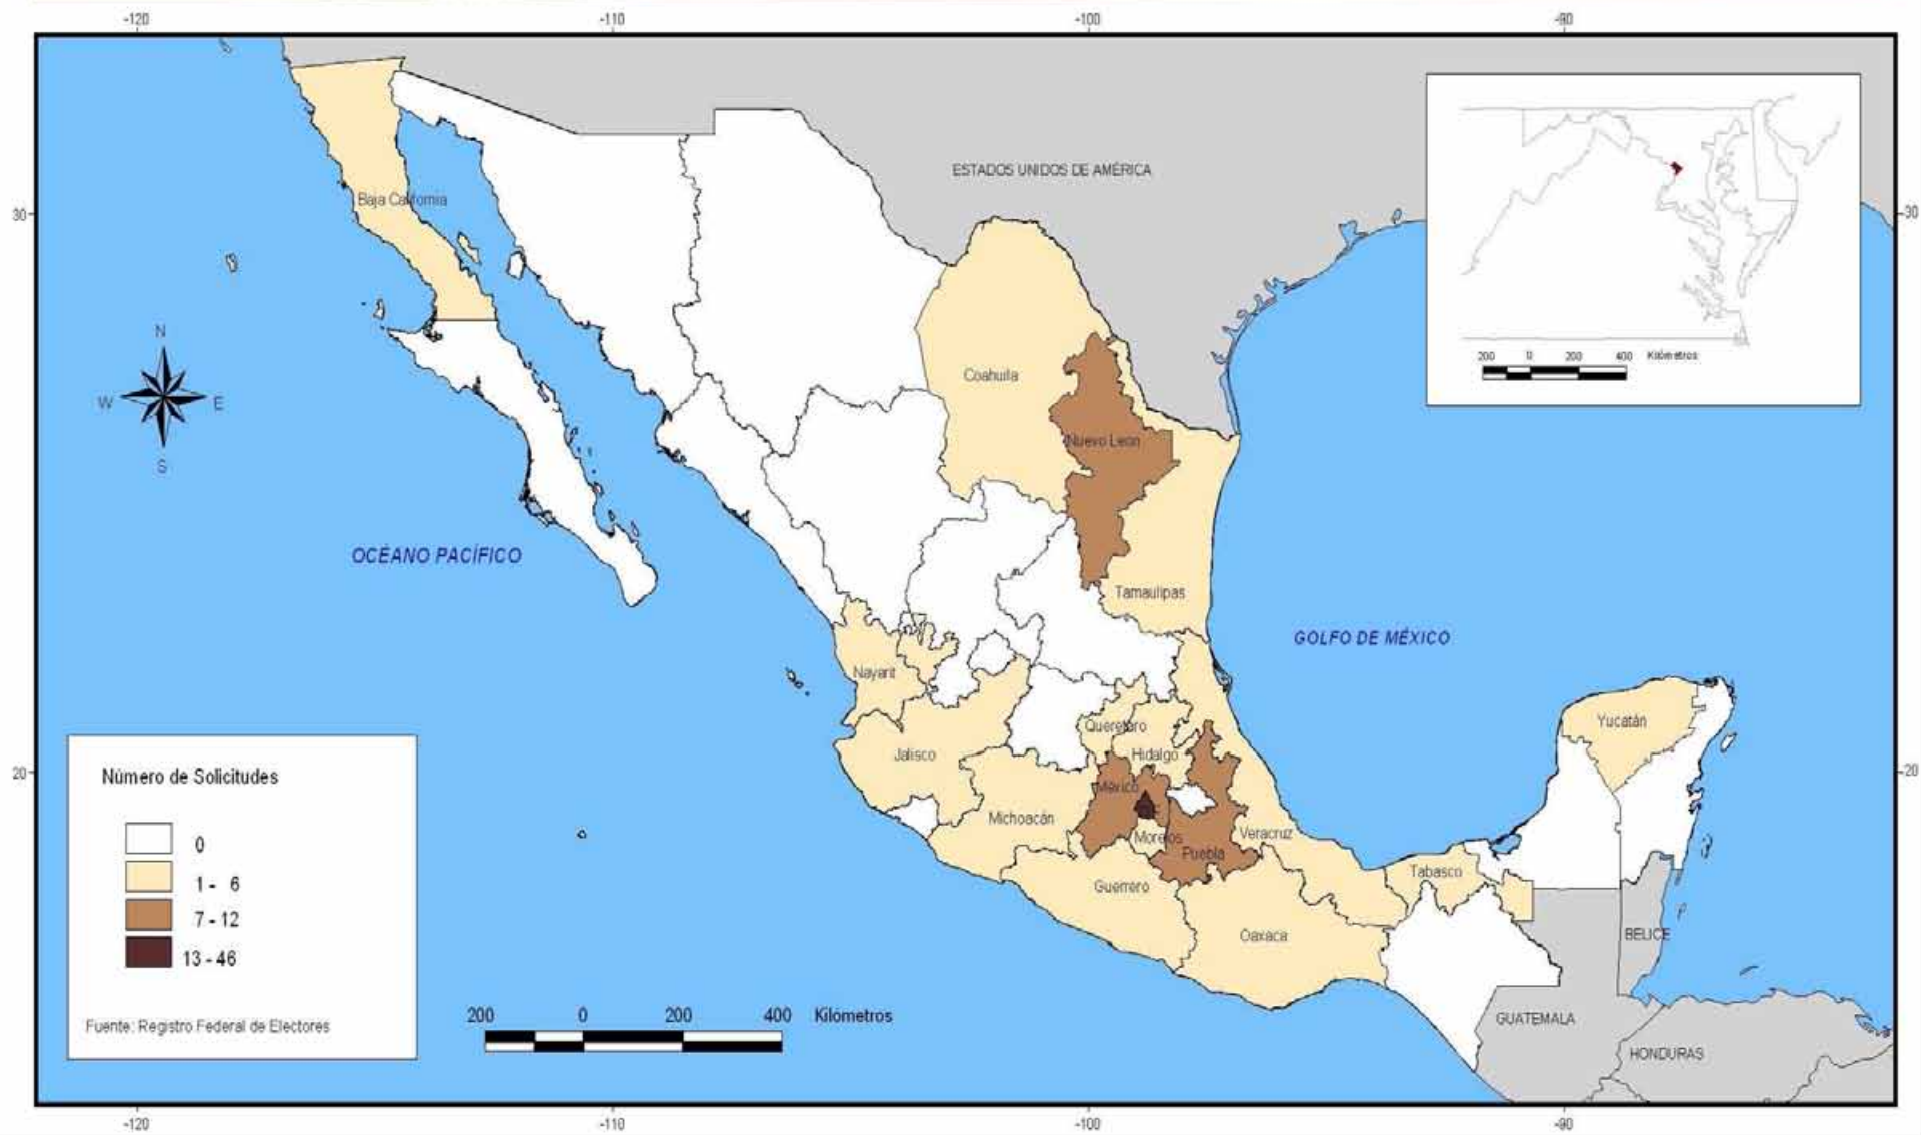 -120
-110
-100
-90
30
30
20
20
ESTADOS UNIDOS DE AMÉRICA
200 0 200 400 Kilómetros
Baja California
Coahuila
Nuevo León
Tamaulipas
N
W E
S
OCÉANO PACÍFICO
GOLFO DE MÉXICO
Nayarit
Jalisco
Querétaro
Hidalgo
México
Michoacán
Morelos
Puebla
Veracruz
Guerrero
Oaxaca
Tabasco
Yucatán
BELICE
GUATEMALA
HONDURAS
Número de Solicitudes
0
1 - 6
7 - 12
13 - 46
Fuente: Registro Federal de Electores
200 0 200 400 Kilómetros
-120
-110
-100
-90